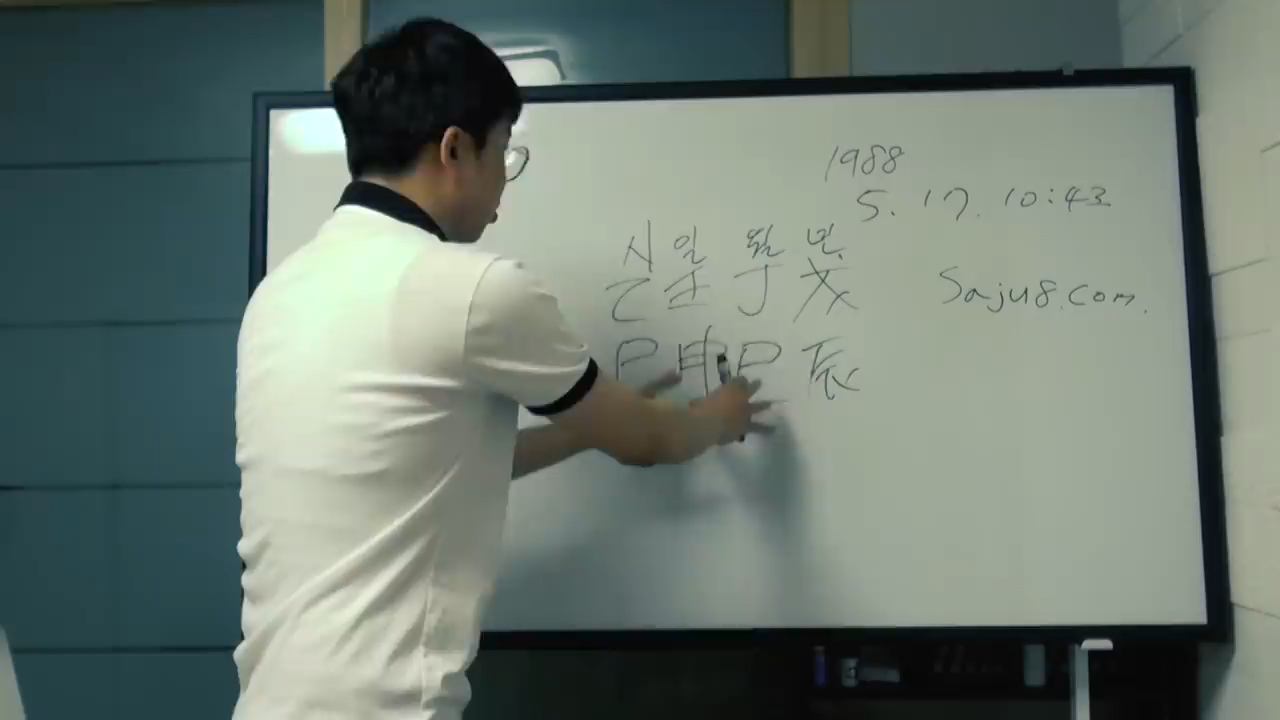 1988
5. 17. 10:43
시 일 월 년
乙 壬 丁 戊
Saju8.com.
巳 申 巳 辰